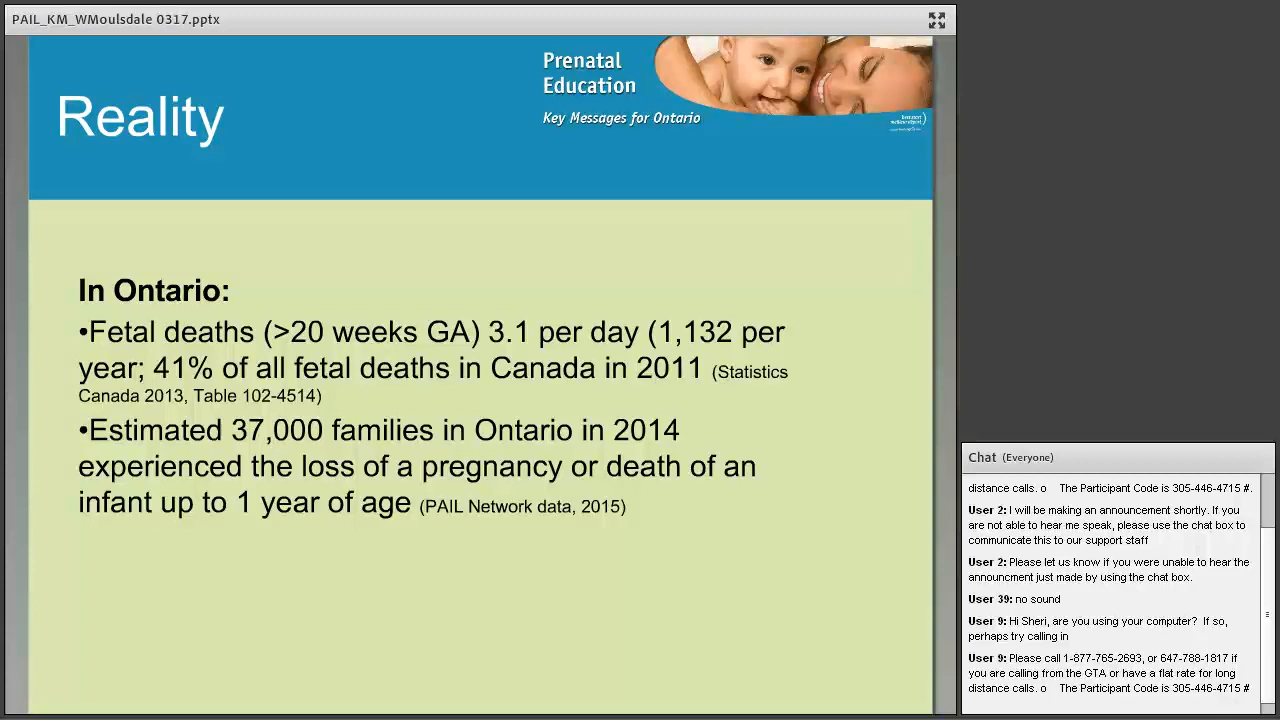 PAIL_KM_WMoulsdale 0317.pptx
Prenatal
Education
Key Messages for Ontario
Reality
In Ontario:
•Fetal deaths (>20 weeks GA) 3.1 per day (1,132 per
year; 41% of all fetal deaths in Canada in 2011 (Statistics
Canada 2013, Table 102-4514)
•Estimated 37,000 families in Ontario in 2014
experienced the loss of a pregnancy or death of an
infant up to 1 year of age (PAIL Network data, 2015)
Chat (Everyone)
distance calls. o The Participant Code is 305-446-4715 #.
User 2: I will be making an announcement shortly. If you
are not able to hear me speak, please use the chat box to
communicate this to our support staff
User 2: Please let us know if you were unable to hear the
announcment just made by using the chat box.
User 39: no sound
User 9: Hi Sheri, are you using your computer? If so,
perhaps try calling in
User 9: Please call 1-877-765-2693, or 647-788-1817 if
you are calling from the GTA or have a flat rate for long
distance calls. o The Participant Code is 305-446-4715 #